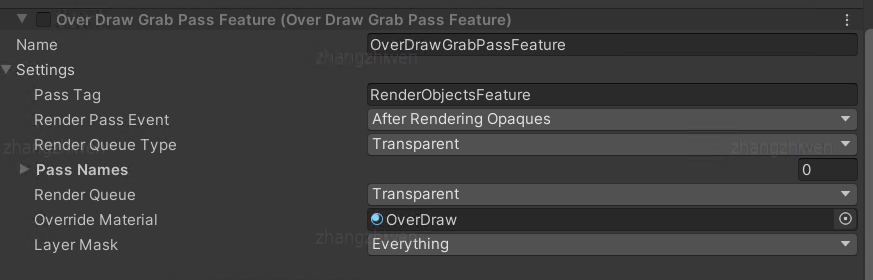 Over Draw Grab Pass Feature (Over Draw Grab Pass Feature)
Name OverDrawGrabPassFeature
zhangzhiwen
Settings
Pass Tag RenderObjectsFeature
Render Pass Event After Rendering Opaques
Render Queue Type Transparent
zhangzhiwen zhangzhiwen
Pass Names 0
Render Queue Transparent
Override Material OverDraw
zhangzhiwen
Layer Mask Everything